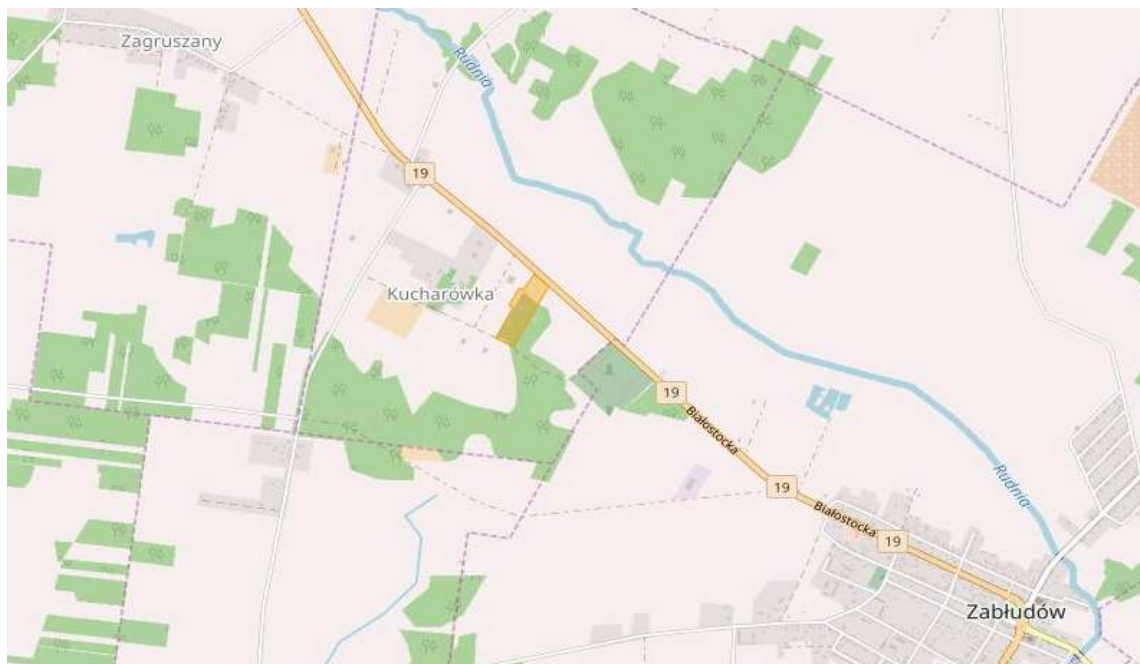 Zagruszany
Rudnia
19
Kucharówka
19
Białostocka
19
Białostocka
19
Rudnia
Zabłudów